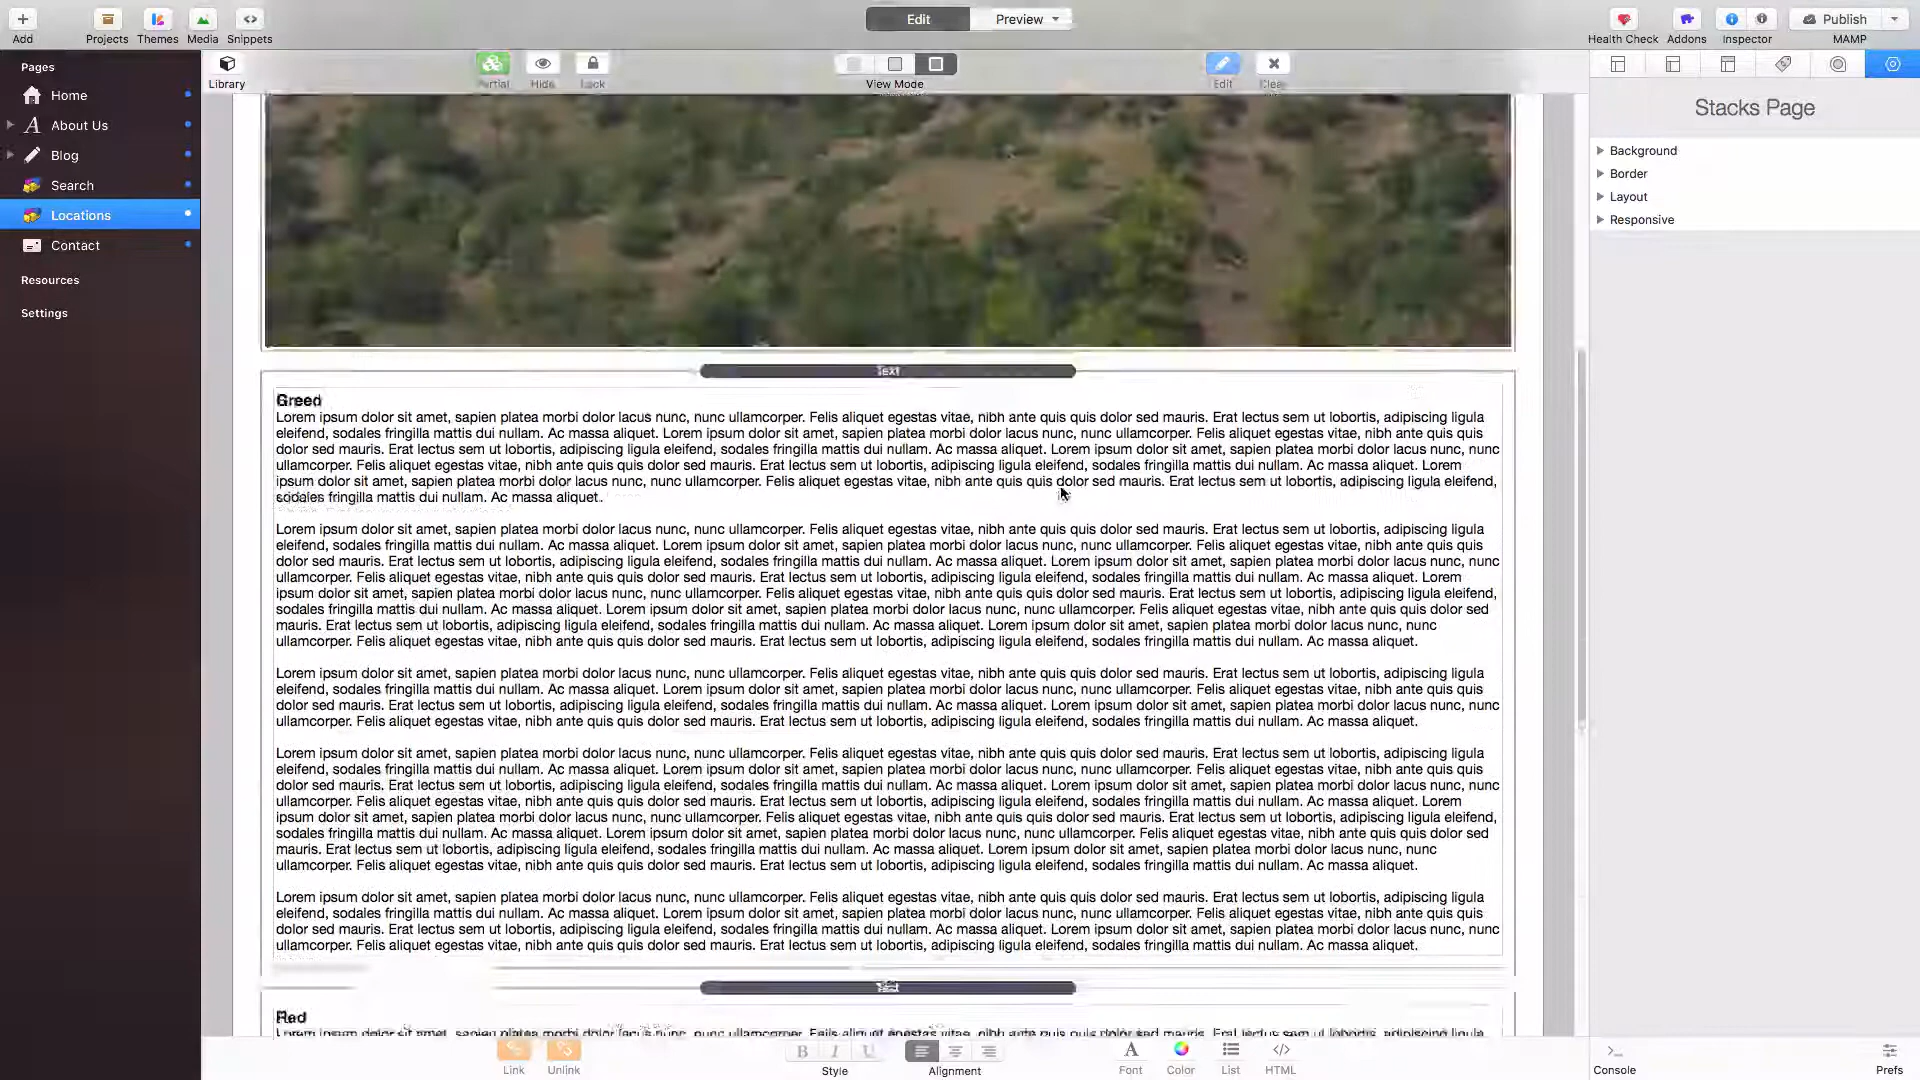 Add
Projects
Themes
Media
Snippets
Edit
Preview
Health Check
Addons
Inspector
Publish
MAMP
Pages
Home
About Us
Blog
Search
Locations
Contact
Resources
Settings
Library
Partial
Hide
Lock
View Mode
Edit
Clear
Stacks Page
Background
Border
Layout
Responsive
Text
Greed
Lorem ipsum dolor sit amet, sapien platea morbi dolor lacus nunc, nunc ullamcorper. Felis aliquet egestas vitae, nibh ante quis quis dolor sed mauris. Erat lectus sem ut lobortis, adipiscing ligula
eleifend, sodales fringilla mattis dui nullam. Ac massa aliquet. Lorem ipsum dolor sit amet, sapien platea morbi dolor lacus nunc, nunc ullamcorper. Felis aliquet egestas vitae, nibh ante quis quis
dolor sed mauris. Erat lectus sem ut lobortis, adipiscing ligula eleifend, sodales fringilla mattis dui nullam. Ac massa aliquet. Lorem ipsum dolor sit amet, sapien platea morbi dolor lacus nunc, nunc
ullamcorper. Felis aliquet egestas vitae, nibh ante quis quis dolor sed mauris. Erat lectus sem ut lobortis, adipiscing ligula eleifend, sodales fringilla mattis dui nullam. Ac massa aliquet. Lorem
ipsum dolor sit amet, sapien platea morbi dolor lacus nunc, nunc ullamcorper. Felis aliquet egestas vitae, nibh ante quis quis dolor sed mauris. Erat lectus sem ut lobortis, adipiscing ligula eleifend,
sodales fringilla mattis dui nullam. Ac massa aliquet.
Lorem ipsum dolor sit amet, sapien platea morbi dolor lacus nunc, nunc ullamcorper. Felis aliquet egestas vitae, nibh ante quis quis dolor sed mauris. Erat lectus sem ut lobortis, adipiscing ligula
eleifend, sodales fringilla mattis dui nullam. Ac massa aliquet. Lorem ipsum dolor sit amet, sapien platea morbi dolor lacus nunc, nunc ullamcorper. Felis aliquet egestas vitae, nibh ante quis quis
dolor sed mauris. Erat lectus sem ut lobortis, adipiscing ligula eleifend, sodales fringilla mattis dui nullam. Ac massa aliquet. Lorem ipsum dolor sit amet, sapien platea morbi dolor lacus nunc, nunc
ullamcorper. Felis aliquet egestas vitae, nibh ante quis quis dolor sed mauris. Erat lectus sem ut lobortis, adipiscing ligula eleifend, sodales fringilla mattis dui nullam. Ac massa aliquet. Lorem
ipsum dolor sit amet, sapien platea morbi dolor lacus nunc, nunc ullamcorper. Felis aliquet egestas vitae, nibh ante quis quis dolor sed mauris. Erat lectus sem ut lobortis, adipiscing ligula eleifend,
sodales fringilla mattis dui nullam. Ac massa aliquet. Lorem ipsum dolor sit amet, sapien platea morbi dolor lacus nunc, nunc ullamcorper. Felis aliquet egestas vitae, nibh ante quis quis dolor sed
mauris. Erat lectus sem ut lobortis, adipiscing ligula eleifend, sodales fringilla mattis dui nullam. Ac massa aliquet. Lorem ipsum dolor sit amet, sapien platea morbi dolor lacus nunc, nunc
ullamcorper. Felis aliquet egestas vitae, nibh ante quis quis dolor sed mauris. Erat lectus sem ut lobortis, adipiscing ligula eleifend, sodales fringilla mattis dui nullam. Ac massa aliquet.
Lorem ipsum dolor sit amet, sapien platea morbi dolor lacus nunc, nunc ullamcorper. Felis aliquet egestas vitae, nibh ante quis quis dolor sed mauris. Erat lectus sem ut lobortis, adipiscing ligula
eleifend, sodales fringilla mattis dui nullam. Ac massa aliquet. Lorem ipsum dolor sit amet, sapien platea morbi dolor lacus nunc, nunc ullamcorper. Felis aliquet egestas vitae, nibh ante quis quis
dolor sed mauris. Erat lectus sem ut lobortis, adipiscing ligula eleifend, sodales fringilla mattis dui nullam. Ac massa aliquet. Lorem ipsum dolor sit amet, sapien platea morbi dolor lacus nunc, nunc
ullamcorper. Felis aliquet egestas vitae, nibh ante quis quis dolor sed mauris. Erat lectus sem ut lobortis, adipiscing ligula eleifend, sodales fringilla mattis dui nullam. Ac massa aliquet.
Lorem ipsum dolor sit amet, sapien platea morbi dolor lacus nunc, nunc ullamcorper. Felis aliquet egestas vitae, nibh ante quis quis dolor sed mauris. Erat lectus sem ut lobortis, adipiscing ligula
eleifend, sodales fringilla mattis dui nullam. Ac massa aliquet. Lorem ipsum dolor sit amet, sapien platea morbi dolor lacus nunc, nunc ullamcorper. Felis aliquet egestas vitae, nibh ante quis quis
dolor sed mauris. Erat lectus sem ut lobortis, adipiscing ligula eleifend, sodales fringilla mattis dui nullam. Ac massa aliquet. Lorem ipsum dolor sit amet, sapien platea morbi dolor lacus nunc, nunc
ullamcorper. Felis aliquet egestas vitae, nibh ante quis quis dolor sed mauris. Erat lectus sem ut lobortis, adipiscing ligula eleifend, sodales fringilla mattis dui nullam. Ac massa aliquet. Lorem
ipsum dolor sit amet, sapien platea morbi dolor lacus nunc, nunc ullamcorper. Felis aliquet egestas vitae, nibh ante quis quis dolor sed mauris. Erat lectus sem ut lobortis, adipiscing ligula eleifend,
sodales fringilla mattis dui nullam. Ac massa aliquet. Lorem ipsum dolor sit amet, sapien platea morbi dolor lacus nunc, nunc ullamcorper. Felis aliquet egestas vitae, nibh ante quis quis dolor sed
mauris. Erat lectus sem ut lobortis, adipiscing ligula eleifend, sodales fringilla mattis dui nullam. Ac massa aliquet. Lorem ipsum dolor sit amet, sapien platea morbi dolor lacus nunc, nunc
ullamcorper. Felis aliquet egestas vitae, nibh ante quis quis dolor sed mauris. Erat lectus sem ut lobortis, adipiscing ligula eleifend, sodales fringilla mattis dui nullam. Ac massa aliquet.
Lorem ipsum dolor sit amet, sapien platea morbi dolor lacus nunc, nunc ullamcorper. Felis aliquet egestas vitae, nibh ante quis quis dolor sed mauris. Erat lectus sem ut lobortis, adipiscing ligula
eleifend, sodales fringilla mattis dui nullam. Ac massa aliquet. Lorem ipsum dolor sit amet, sapien platea morbi dolor lacus nunc, nunc ullamcorper. Felis aliquet egestas vitae, nibh ante quis quis
dolor sed mauris. Erat lectus sem ut lobortis, adipiscing ligula eleifend, sodales fringilla mattis dui nullam. Ac massa aliquet. Lorem ipsum dolor sit amet, sapien platea morbi dolor lacus nunc, nunc
ullamcorper. Felis aliquet egestas vitae, nibh ante quis quis dolor sed mauris. Erat lectus sem ut lobortis, adipiscing ligula eleifend, sodales fringilla mattis dui nullam. Ac massa aliquet.
Text
Link
Unlink
Style
Alignment
Font
Color
List
HTML
Console
Prefs